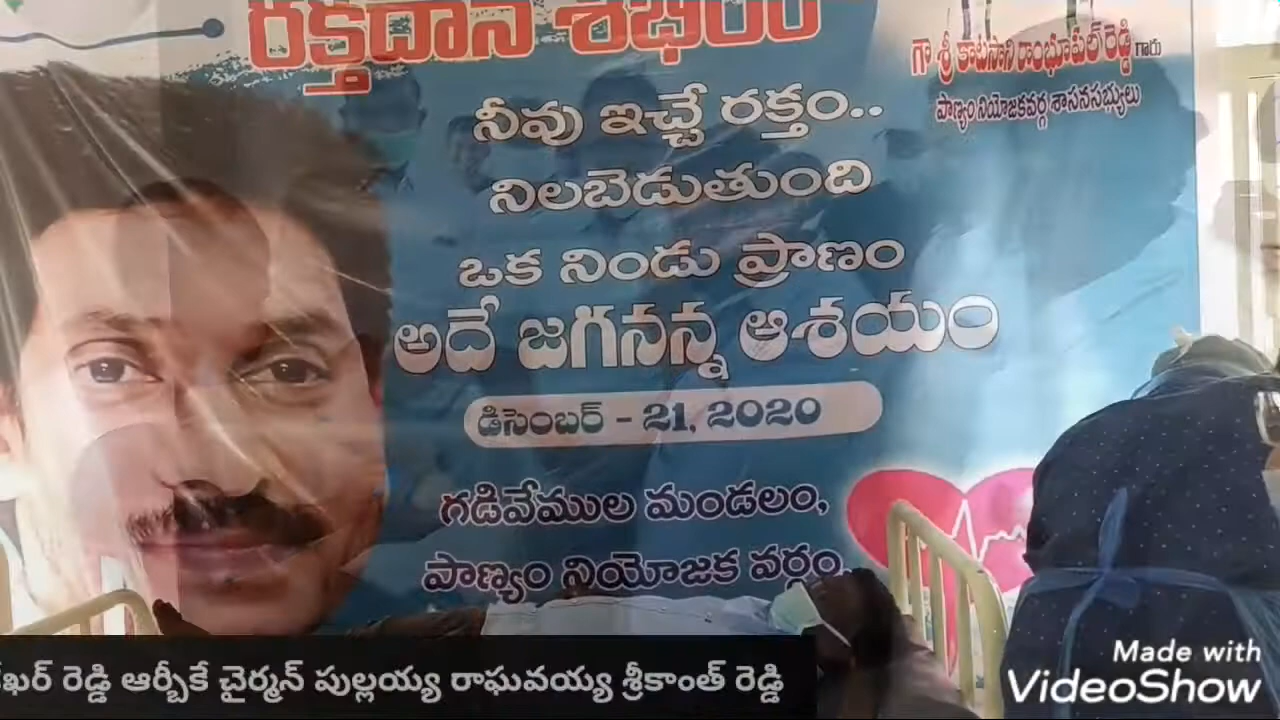 రక్తదాన శిభిరం
గౌ శ్రీ కాటసాని రాంభూపల్ రెడ్డి గారు
పాణ్యం నియోజకవర్గ శాసనసభ్యులు
నీవు ఇచ్చే రక్తం..
నిలబెడుతుంది
ఒక నిండు ప్రాణం
అదే జగనన్న ఆశయం
డిసెంబర్ - 21, 2020
గడివేముల మండలం,
పాణ్యం నియోజక వర్గం
రెడ్డి ఆర్బీకే చైర్మన్ పుల్లయ్య రాఘవయ్య శ్రీకాంత్ రెడ్డి
Made with
VideoShow